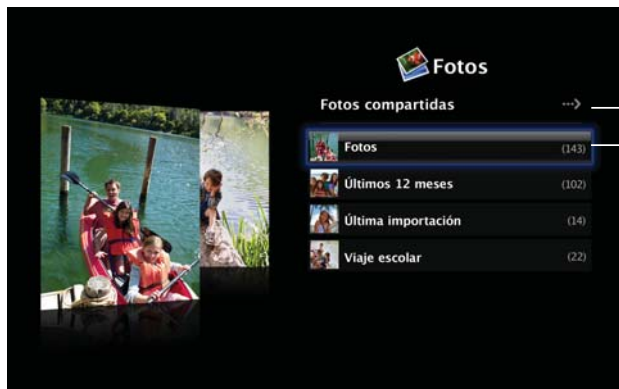 Fotos
Fotos compartidas
Fotos (143)
Últimos 12 meses (102)
Última importación (14)
Viaje escolar (22)